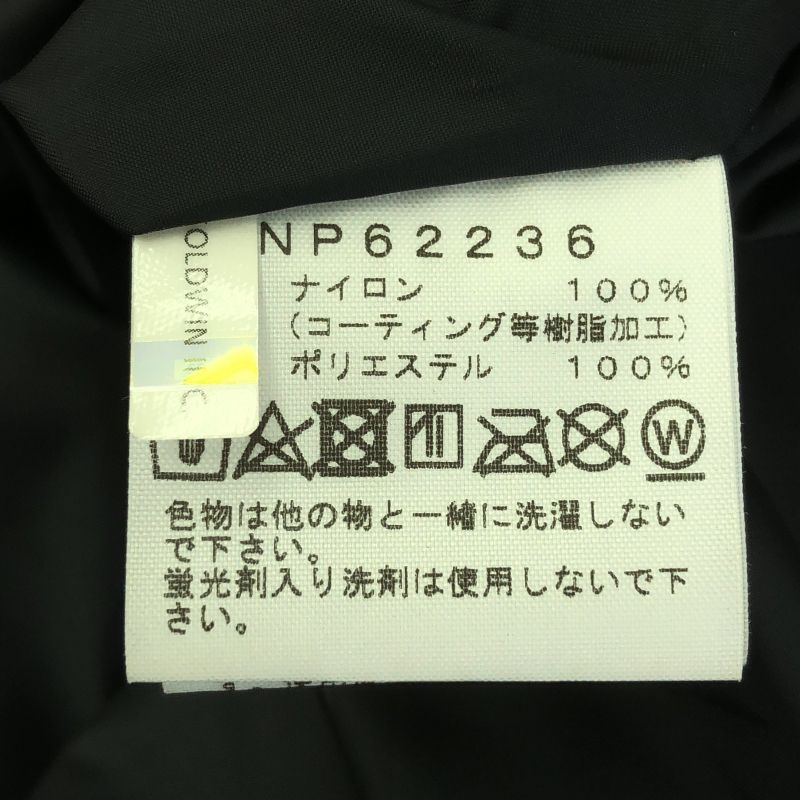 NP62236
OLDWIN INC
ナイロン 100%
(コーティング等樹脂加工)
ポリエステル 100%
W
色物は他の物と一緒に洗濯しない
で下さい。
蛍光剤入り洗剤は使用しないで下
さい。